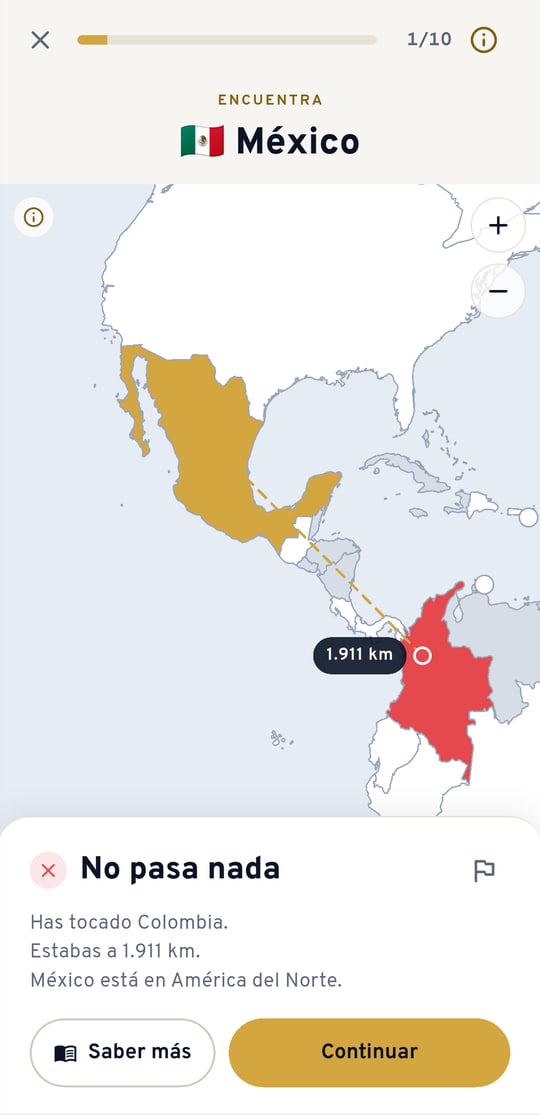 1/10
ENCUENTRA
México
1.911 km
No pasa nada
Has tocado Colombia.
Estabas a 1.911 km.
México está en América del Norte.
Saber más
Continuar